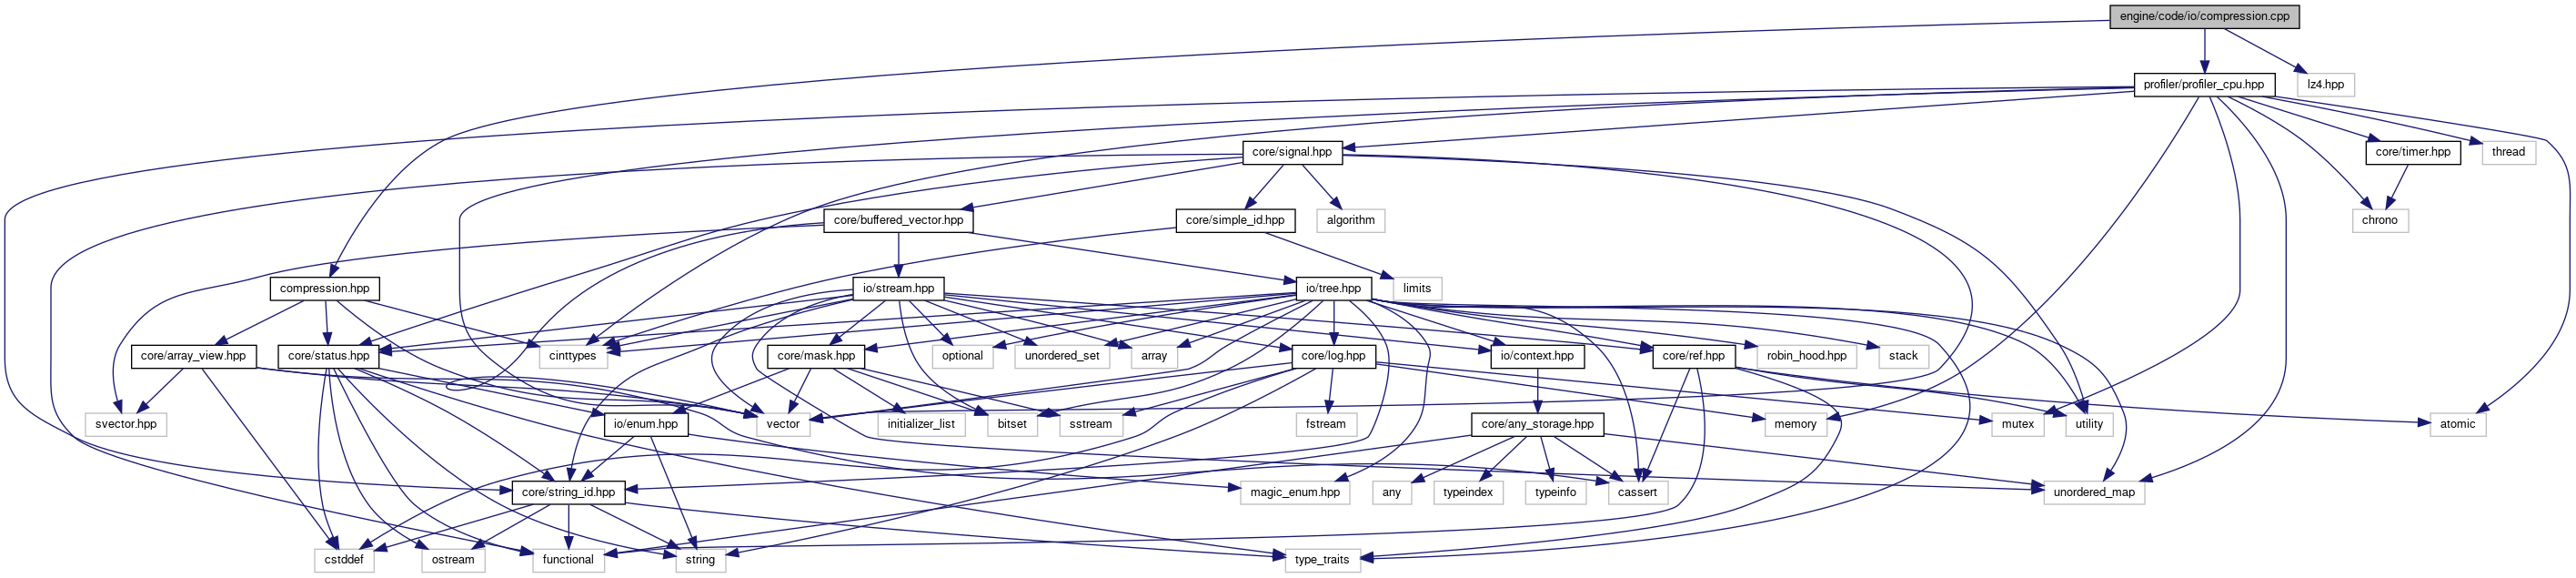 engine/code/io/compression.cpp
profiler/profiler_cpu.hpp
lz4.hpp
core/signal.hpp
core/timer.hpp
thread
core/buffered_vector.hpp
core/simple_id.hpp
algorithm
chrono
compression.hpp
io/stream.hpp
io/tree.hpp
limits
core/array_view.hpp
core/status.hpp
cinttypes
core/mask.hpp
optional
unordered_set
array
core/log.hpp
io/context.hpp
core/ref.hpp
robin_hood.hpp
stack
svector.hpp
io/enum.hpp
vector
initializer_list
bitset
sstream
fstream
core/any_storage.hpp
memory
mutex
utility
atomic
core/string_id.hpp
magic_enum.hpp
any
typeindex
typeinfo
cassert
unordered_map
cstddef
ostream
functional
string
type_traits